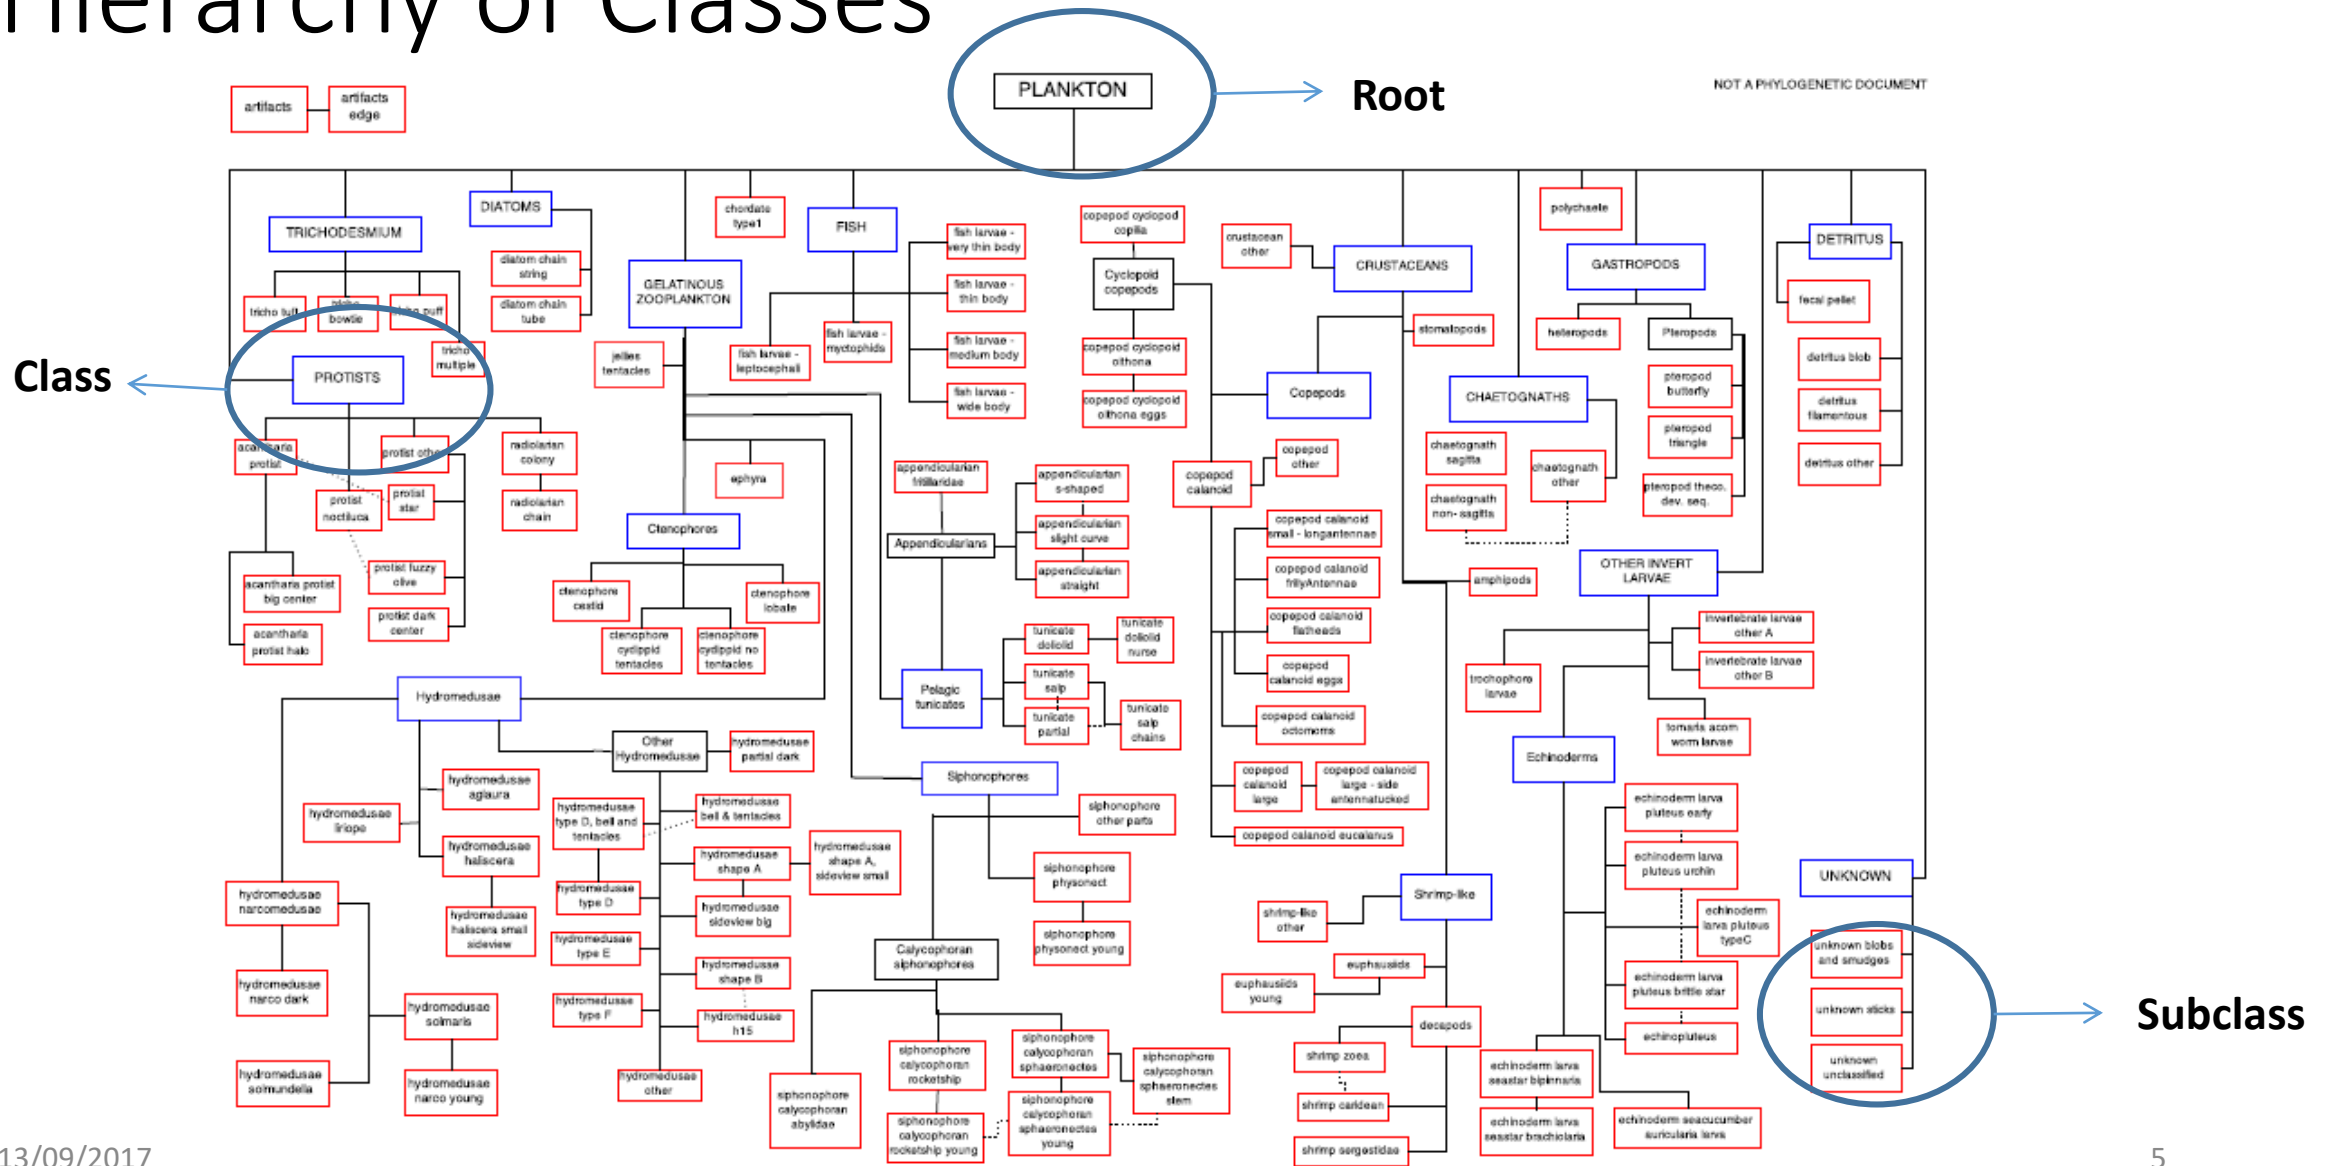 Hierarchy of Classes
PLANKTON
Root
NOT A PHYLOGENETIC DOCUMENT
artifacts
artifacts
edge
TRICHODESMIUM
tricho tuft
tricho
bowtie
tricho puff
tricho
multiple
DIATOMS
diatom chain
string
diatom chain
tube
Class
PROTISTS
acantharia
protist
protist other
radiolarian
colony
radiolarian
chain
protist
noctiluca
protist
star
protist fuzzy
olive
protist dark
center
acantharia protist
big center
acantharia
protist halo
GELATINOUS
ZOOPLANKTON
jellies
tentacles
ephyra
chordate
type1
FISH
fish larvae -
very thin body
fish larvae -
thin body
fish larvae -
medium body
fish larvae -
wide body
fish larvae -
myctophids
fish larvae -
leptocephali
Ctenophores
ctenophore
cestid
ctenophore
cydippid
tentacles
ctenophore
cydippid no
tentacles
ctenophore
lobate
appendicularian
fritillaridae
Appendicularians
appendicularian
s-shaped
appendicularian
slight curve
appendicularian
straight
Pelagic
tunicates
tunicate
doliolid
tunicate
doliolid
nurse
tunicate
salp
tunicate
partial
tunicate
salp
chains
Hydromedusae
Other
Hydromedusae
hydromedusae
partial dark
hydromedusae
aglaura
hydromedusae
liriope
hydromedusae
haliscera
hydromedusae
haliscera small
sideview
hydromedusae
narcomedusae
hydromedusae
narco dark
hydromedusae
solmaris
hydromedusae
solmundella
hydromedusae
narco young
hydromedusae
type D, bell and
tentacles
hydromedusae
bell & tentacles
hydromedusae
type D
hydromedusae
shape A
hydromedusae
shape A,
sideview small
hydromedusae
sideview big
hydromedusae
type E
hydromedusae
shape B
hydromedusae
type F
hydromedusae
h15
hydromedusae
other
Siphonophores
siphonophore
other parts
siphonophore
physonect
siphonophore
physonect young
Calycophoran
siphonophores
siphonophore
calycophoran
abylidae
siphonophore
calycophoran
rocketship
siphonophore
calycophoran
rocketship young
siphonophore
calycophoran
sphaeronectes
siphonophore
calycophoran
sphaeronectes
young
siphonophore
calycophoran
sphaeronectes
stem
copepod cyclopod
copilia
Cyclopoid
copepods
copepod cyclopoid
oithona
copepod cyclopoid
oithona eggs
crustacean
other
CRUSTACEANS
stomatopods
Copepods
copepod
calanoid
copepod
other
copepod calanoid
small - longantennae
copepod calanoid
frillyAntennae
copepod calanoid
flatheads
copepod
calanoid eggs
copepod calanoid
octomoms
copepod
calanoid
large
copepod calanoid
large - side
antennatucked
copepod calanoid eucalanus
amphipods
Shrimp-like
shrimp-like
other
euphausiids
euphausiids
young
decapods
shrimp zoea
shrimp caridean
shrimp sergestidae
polychaete
CHAETOGNATHS
chaetognath
sagitta
chaetognath
non-sagitta
chaetognath
other
GASTROPODS
heteropods
Pteropods
pteropod
butterfly
pteropod
triangle
pteropod theco.
dev. seq.
OTHER INVERT
LARVAE
invertebrate larvae
other A
invertebrate larvae
other B
trochophore
larvae
tornaria acorn
worm larvae
Echinoderms
echinoderm larva
pluteus early
echinoderm larva
pluteus urchin
echinoderm
larva pluteus
typeC
echinoderm larva
pluteus brittle star
echinopluteus
echinoderm larva
seastar bipinnaria
echinoderm larva
seastar brachiolaria
echinoderm seacucumber
auricularia larva
DETRITUS
fecal pellet
detritus blob
detritus
filamentous
detritus other
UNKNOWN
unknown blobs
and smudges
unknown sticks
unknown
unclassified
Subclass
13/09/2017
5